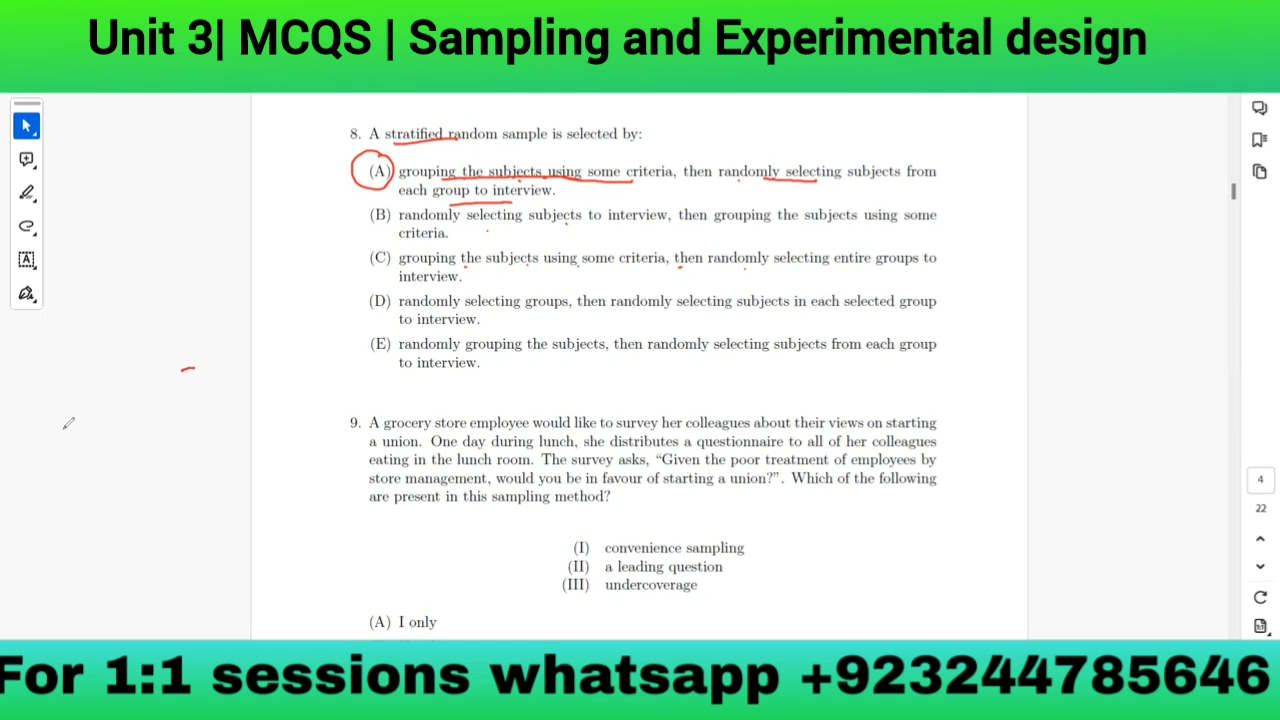 Unit 3| MCQS | Sampling and Experimental design
8. A stratified random sample is selected by:
(A) grouping the subjects using some criteria, then randomly selecting subjects from
each group to interview.
(B) randomly selecting subjects to interview, then grouping the subjects using some
criteria.
(C) grouping the subjects using some criteria, then randomly selecting entire groups to
interview.
(D) randomly selecting groups, then randomly selecting subjects in each selected group
to interview.
(E) randomly grouping the subjects, then randomly selecting subjects from each group
to interview.
9. A grocery store employee would like to survey her colleagues about their views on starting
a union. One day during lunch, she distributes a questionnaire to all of her colleagues
eating in the lunch room. The survey asks, “Given the poor treatment of employees by
store management, would you be in favour of starting a union?”. Which of the following
are present in this sampling method?
(I) convenience sampling
(II) a leading question
(III) undercoverage
(A) I only
4
22
For 1:1 sessions whatsapp +923244785646